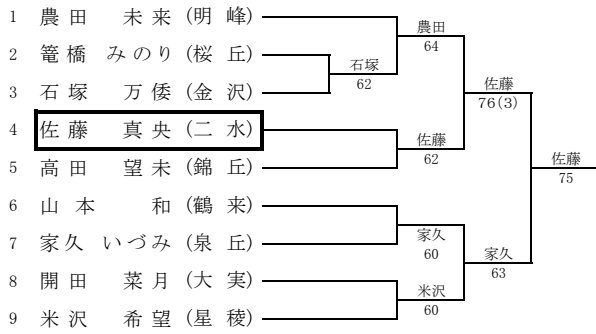 1 農田 未来 (明 峰)
2 篭橋 みのり (桜 丘)
3 石塚 万倭 (金 沢)
4 佐藤 真央 (二 水)
5 高田 望未 (錦 丘)
6 山本 和 (鶴 来)
7 家久 いづみ (泉 丘)
8 開田 菜月 (大 実)
9 米沢 希望 (星 稜)
石塚
62
農田
64
佐藤
62
佐藤
76(3)
家久
60
米沢
60
家久
63
佐藤
75